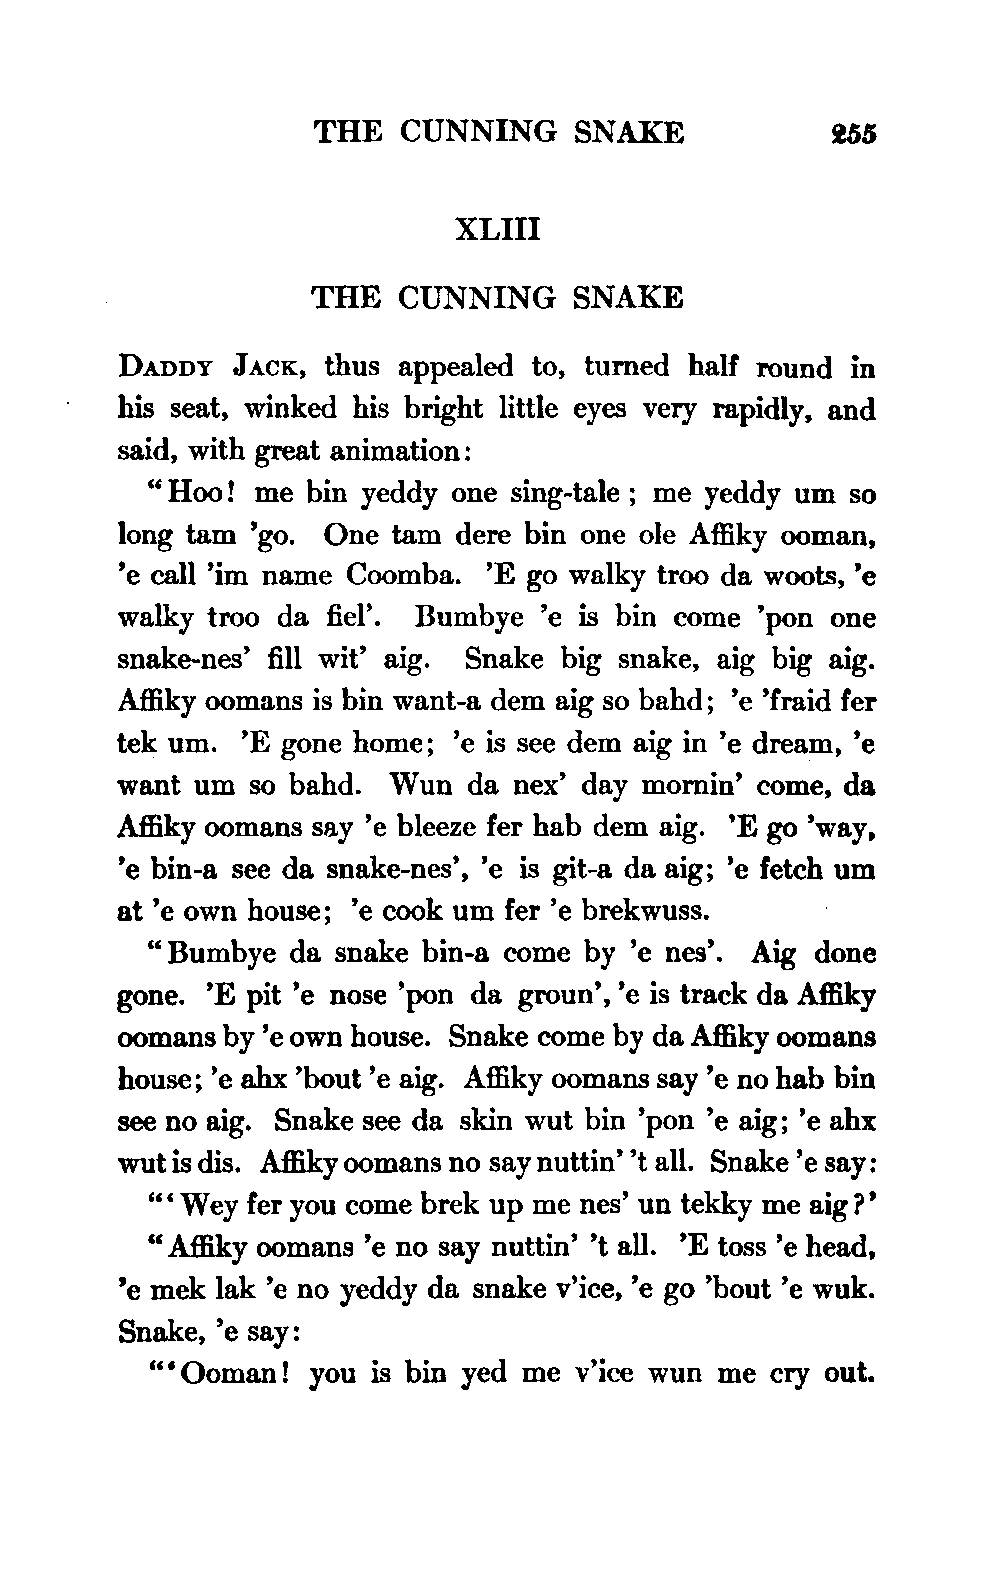 THE CUNNING SNAKE 255
XLIII
THE CUNNING SNAKE
DADDY JACK, thus appealed to, turned half round in
his seat, winked his bright little eyes very rapidly, and
said, with great animation:
“Hoo! me bin yeddy one sing-tale; me yeddy um so
long tam ’go. One tam dere bin one ole Affiky ooman,
’e call ’im name Coomba. ’E go walky troo da woots, ’e
walky troo da fiel’. Bumbye ’e is bin come ’pon one
snake-nes’ fill wit’ aig. Snake big snake, aig big aig.
Affiky oomans is bin want-a dem aig so bahd; ’e ’fraid fer
tek um. ’E gone home; ’e is see dem aig in ’e dream, ’e
want um so bahd. Wun da nex’ day mornin’ come, da
Affiky oomans say ’e bleeze fer hab dem aig. ’E go ’way,
’e bin-a see da snake-nes’, ’e is git-a da aig; ’e fetch um
at ’e own house; ’e cook um fer ’e brekwuss.
“Bumbye da snake bin-a come by ’e nes’. Aig done
gone. ’E pit ’e nose ’pon da groun’, ’e is track da Affiky
oomans by ’e own house. Snake come by da Affiky oomans
house; ’e ahx ’bout ’e aig. Affiky oomans say ’e no hab bin
see no aig. Snake see da skin wut bin ’pon ’e aig; ’e ahx
wut is dis. Affiky oomans no say nuttin’ ’t all. Snake ’e say:
“‘Wey fer you come brek up me nes’ un tekky me aig?’
“Affiky oomans ’e no say nuttin’ ’t all. ’E toss ’e head,
’e mek lak ’e no yeddy da snake v’ice, ’e go ’bout ’e wuk.
Snake, ’e say:
“‘Ooman! you is bin yed me v’ice wun me cry out.